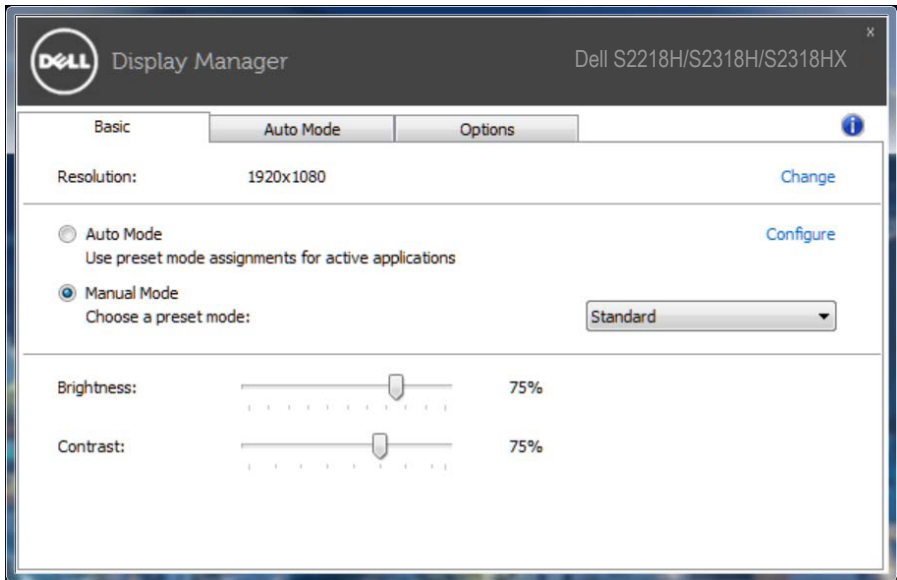 DELL Display Manager Dell S2218H/S2318H/S2318HX x
Basic Auto Mode Options i
Resolution: 1920x1080 Change
Auto Mode Configure
Use preset mode assignments for active applications
Manual Mode
Choose a preset mode: Standard
Brightness: 75%
Contrast: 75%